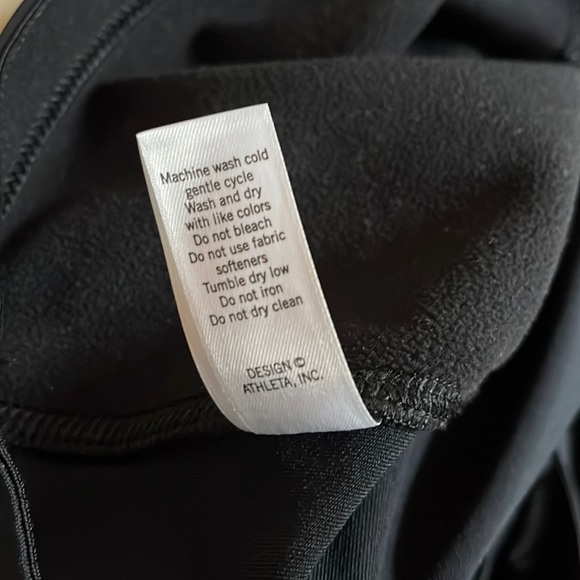 Machine wash cold
gentle cycle
Wash and dry
with like colors
Do not bleach
Do not use fabric
softeners
Tumble dry low
Do not iron
Do not dry clean
DESIGN ©
ATHLETA, INC.